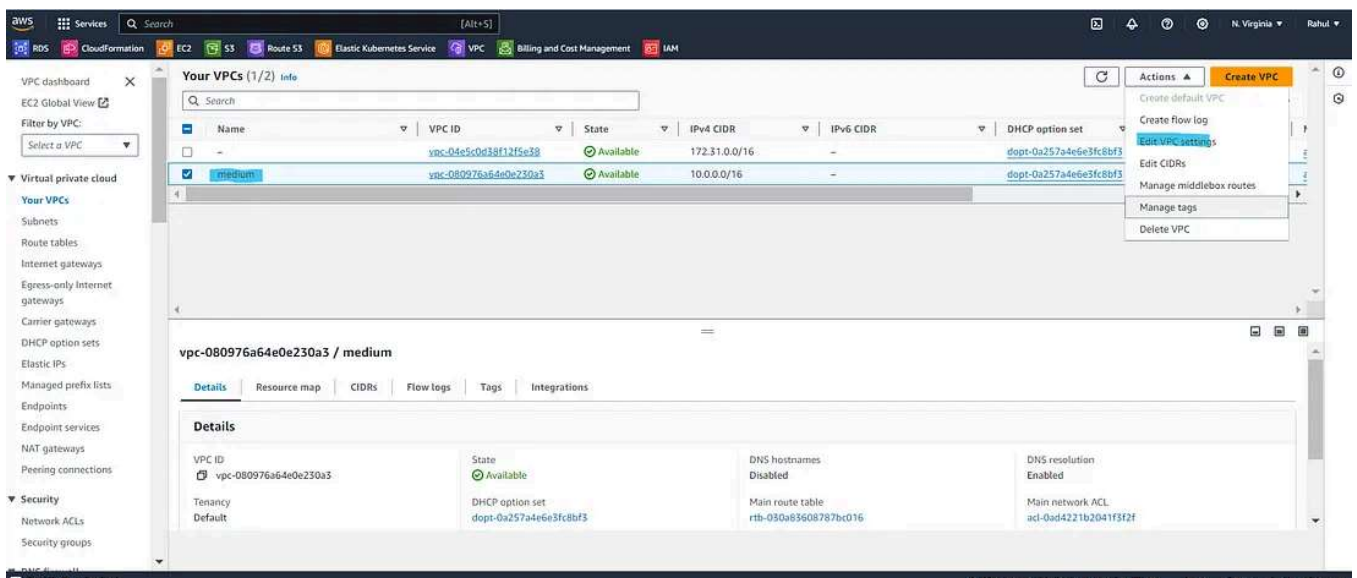 aws Services Search [Alt+S] N. Virginia Rahul
RDS CloudFormation EC2 S3 Route 53 Elastic Kubernetes Service VPC Billing and Cost Management IAM
VPC dashboard
EC2 Global View
Filter by VPC:
Select a VPC
Virtual private cloud
Your VPCs
Subnets
Route tables
Internet gateways
Egress-only Internet
gateways
Carrier gateways
DHCP option sets
Elastic IPs
Managed prefix lists
Endpoints
Endpoint services
NAT gateways
Peering connections
Security
Network ACLs
Security groups
Your VPCs (1/2) Info
Actions Create VPC
Search
Create default VPC
Create flow log
Edit VPC settings
Edit CIDRs
Manage middlebox routes
Manage tags
Delete VPC
Name VPC ID State IPv4 CIDR IPv6 CIDR DHCP option set
- vpc-04e5c0d38f12f5e38 Available 172.31.0.0/16 – dopt-0a257a4e6e3fc8bf3
medium vpc-080976a64e0e230a3 Available 10.0.0.0/16 – dopt-0a257a4e6e3fc8bf3
vpc-080976a64e0e230a3 / medium
Details Resource map CIDRs Flow logs Tags Integrations
Details
VPC ID State DNS hostnames DNS resolution
vpc-080976a64e0e230a3 Available Disabled Enabled
Tenancy DHCP option set Main route table Main network ACL
Default dopt-0a257a4e6e3fc8bf3 rtb-030a83608787bc016 acl-0ad4221b2041f3f2f